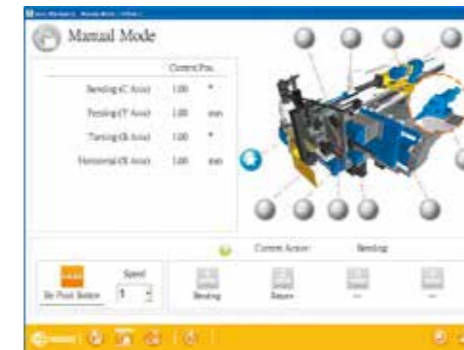 Manual Mode
Current Pos.
Bending(C Axis) 1.00 °
Feeding(Y Axis) 1.00 mm
Turning(B Axis) 1.00 °
Horizontal(X Axis) 1.00 mm
Current Action: Bending
Speed
1
Bending
Return
---
---